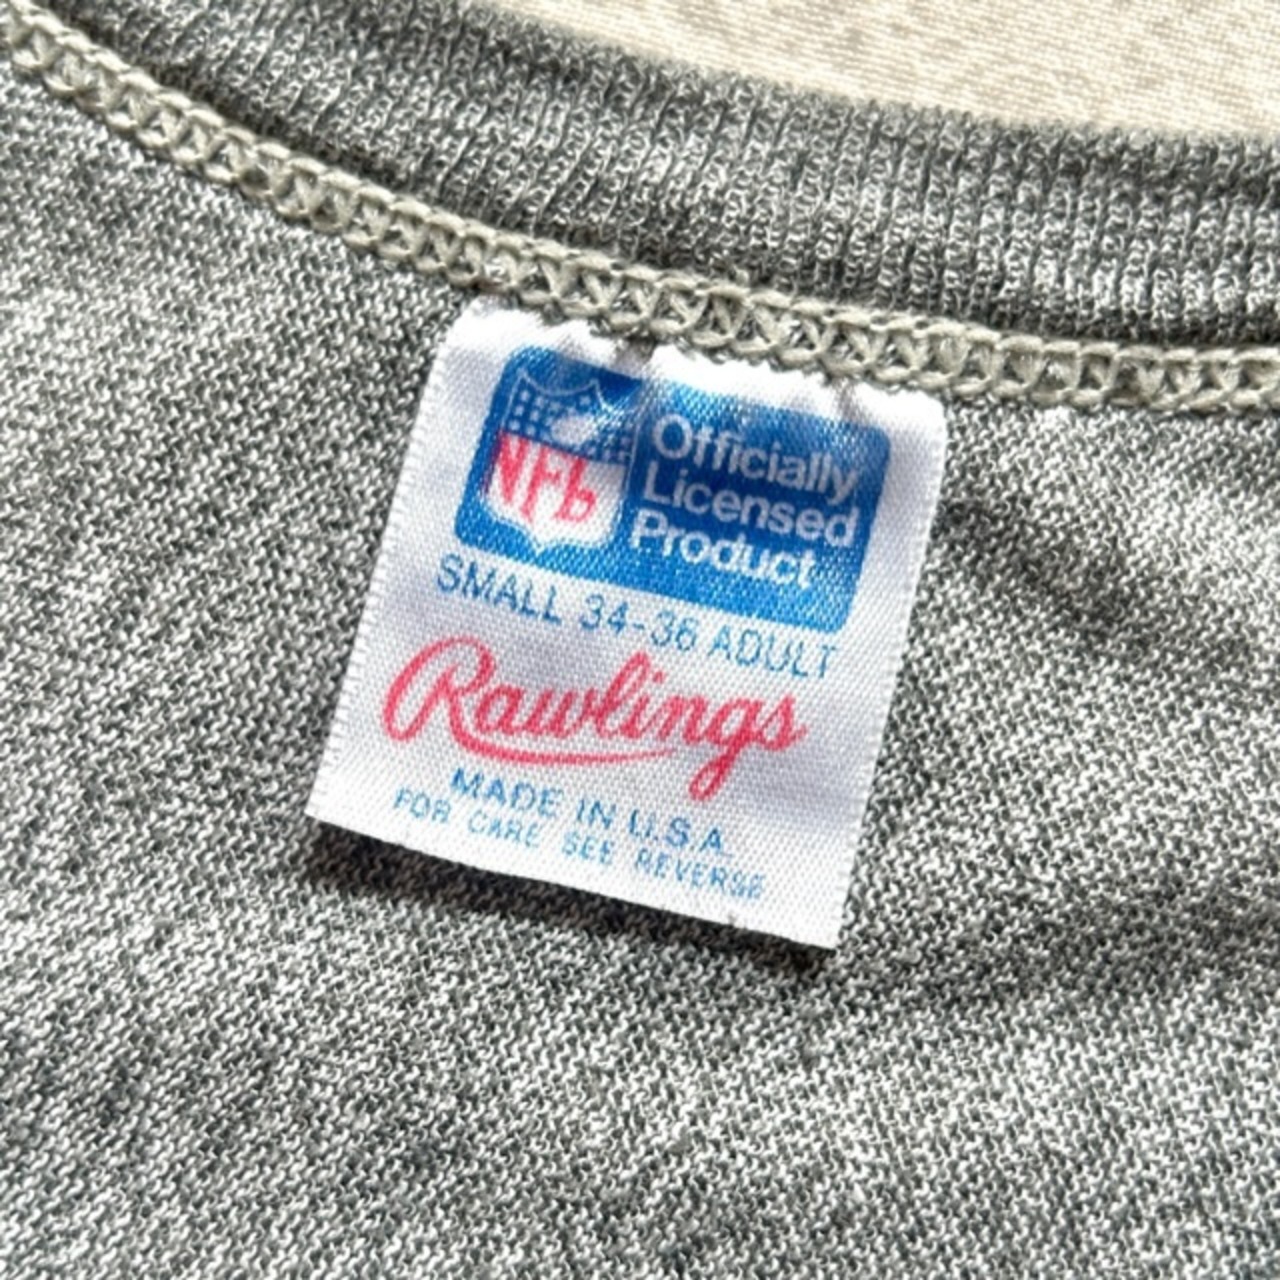 NFL
Officially
Licensed
Product
SMALL 34-36 ADULT
Rawlings
MADE IN U.S.A.
FOR CARE SEE REVERSE